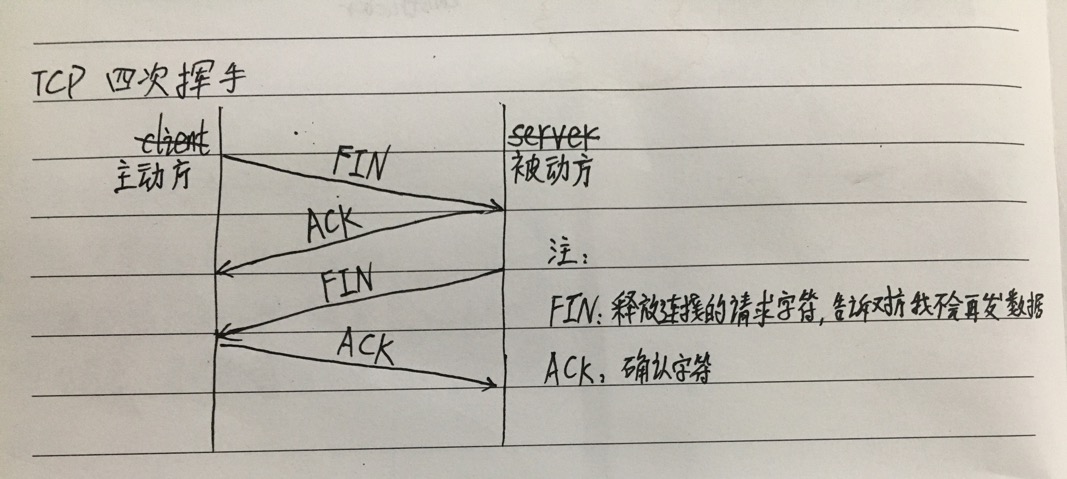 TCP 四次挥手
client
server
主动方
被动方
FIN
ACK
FIN
ACK
注:
FIN: 释放连接的请求字符, 告诉对方我不会再发数据
ACK: 确认字符